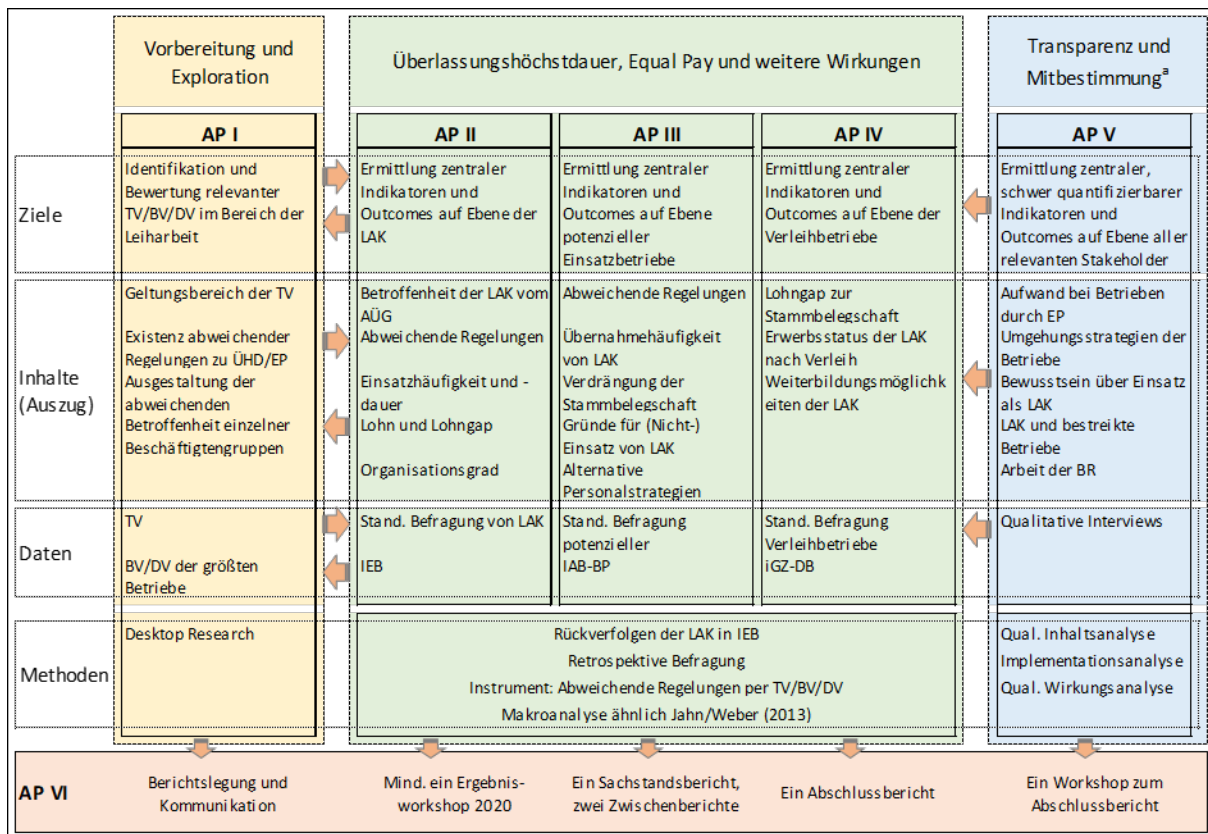 Vorbereitung und
Exploration
Überlassungshöchstdauer, Equal Pay und weitere Wirkungen
Transparenz und
Mitbestimmungª
AP I
AP II
AP III
AP IV
AP V
Ziele
Identifikation und
Bewertung relevanter
TV/BV/DV im Bereich der
Leiharbeit
Ermittlung zentraler
Indikatoren und
Outcomes auf Ebene der
LAK
Ermittlung zentraler
Indikatoren und
Outcomes auf Ebene
potenzieller
Einsatzbetriebe
Ermittlung zentraler
Indikatoren und
Outcomes auf Ebene der
Verleihbetriebe
Ermittlung zentraler,
schwer quantifizierbarer
Indikatoren und
Outcomes auf Ebene aller
relevanten Stakeholder
Inhalte
(Auszug)
Geltungsbereich der TV
Existenz abweichender
Regelungen zu ÜHD/EP
Ausgestaltung der
abweichenden
Betroffenheit einzelner
Beschäftigtengruppen
Betroffenheit der LAK vom
AÜG
Abweichende Regelungen
Einsatzhäufigkeit und -
dauer
Lohn und Lohngap
Organisationsgrad
Abweichende Regelungen
Übernahmehäufigkeit
von LAK
Verdrängung der
Stammbelegschaft
Gründe für (Nicht-)
Einsatz von LAK
Alternative
Personalstrategien
Lohngap zur
Stammbelegschaft
Erwerbsstatus der LAK
nach Verleih
Weiterbildungsmöglichk
eiten der LAK
Aufwand bei Betrieben
durch EP
Umgehungsstrategien der
Betriebe
Bewusstsein über Einsatz
als LAK
LAK und bestreikte
Betriebe
Arbeit der BR
Daten
TV
BV/DV der größten
Betriebe
Stand. Befragung von LAK
IEB
Stand. Befragung
potenzieller
IAB-BP
Stand. Befragung
Verleihbetriebe
iGZ-DB
Qualitative Interviews
Methoden
Desktop Research
Rückverfolgen der LAK in IEB
Retrospektive Befragung
Instrument: Abweichende Regelungen per TV/BV/DV
Makroanalyse ähnlich Jahn/Weber (2013)
Qual. Inhaltsanalyse
Implementationsanalyse
Qual. Wirkungsanalyse
AP VI
Berichtslegung und
Kommunikation
Mind. ein Ergebnis-
workshop 2020
Ein Sachstandsbericht,
zwei Zwischenberichte
Ein Abschlussbericht
Ein Workshop zum
Abschlussbericht